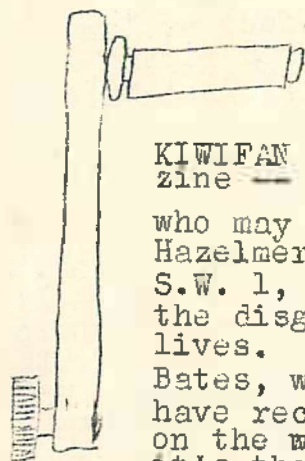 KIWIFAN
zine --
who may
Hazelmer
S.W. 1,
the disg
lives.
Bates, w
have rec
on the m